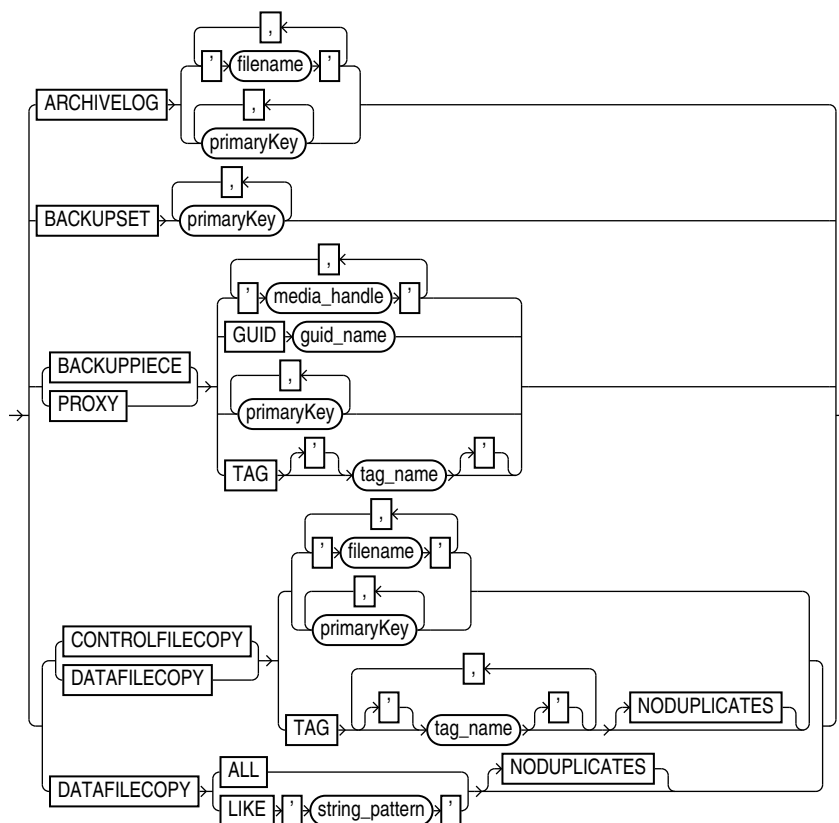 ,
' filename '
ARCHIVELOG
,
primaryKey
,
BACKUPSET primaryKey
,
' media_handle '
GUID guid_name
BACKUPPIECE
,
PROXY
primaryKey
' '
TAG tag_name
,
' filename '
,
primaryKey
CONTROLFILECOPY
DATAFILECOPY
,
' ' NODUPLICATES
TAG tag_name
ALL NODUPLICATES
DATAFILECOPY
LIKE ' string_pattern '